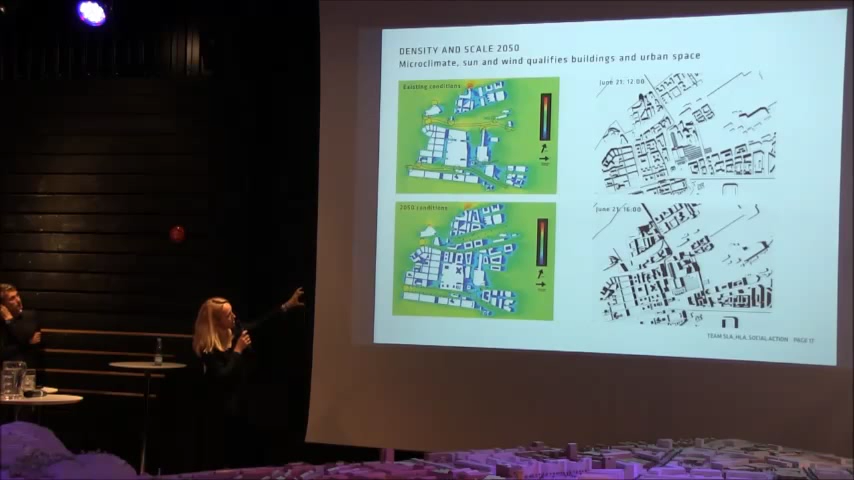 DENSITY AND SCALE 2050
Microclimate, sun and wind qualifies buildings and urban space
Existing conditions
June 21: 12:00
2050 conditions
June 21: 16:00
TEAM SLA, HLA, SOCIAL ACTION PAGE 17